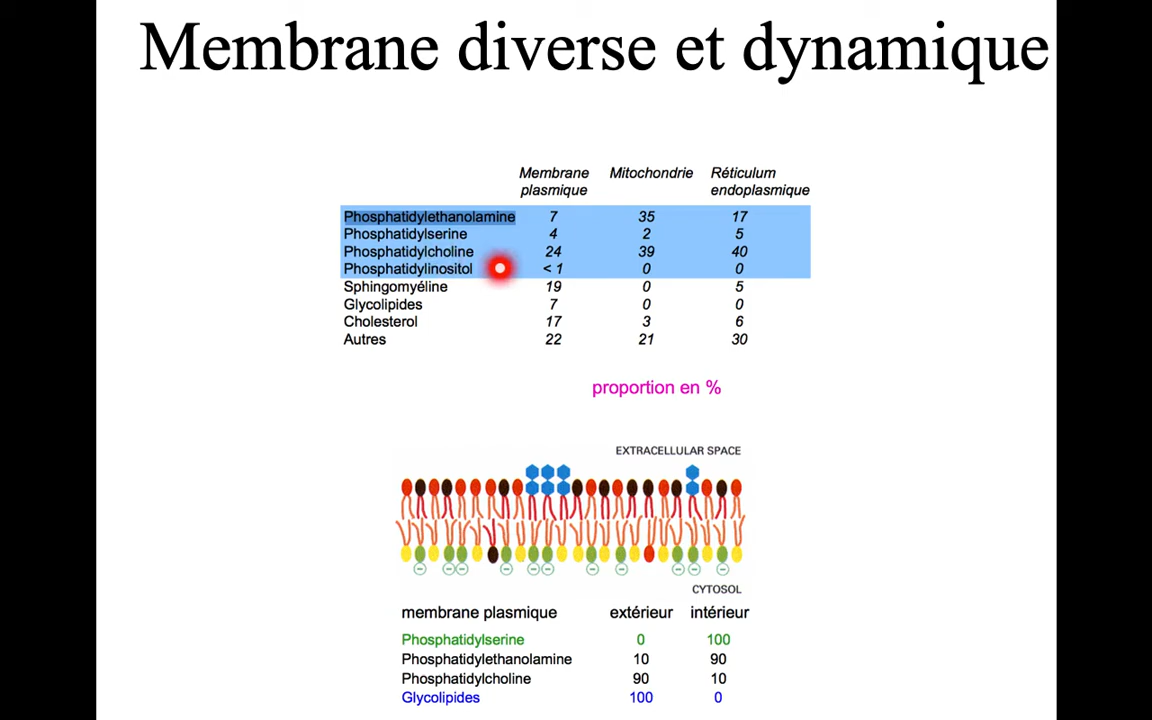 Membrane diverse et dynamique
Membrane plasmique Mitochondrie Réticulum endoplasmique
Phosphatidylethanolamine 7 35 17
Phosphatidylserine 4 2 5
Phosphatidylcholine 24 39 40
Phosphatidylinositol < 1 0 0
Sphingomyéline 19 0 5
Glycolipides 7 0 0
Cholesterol 17 3 6
Autres 22 21 30
proportion en %
EXTRACELLULAR SPACE
CYTOSOL
membrane plasmique extérieur intérieur
Phosphatidylserine 0 100
Phosphatidylethanolamine 10 90
Phosphatidylcholine 90 10
Glycolipides 100 0